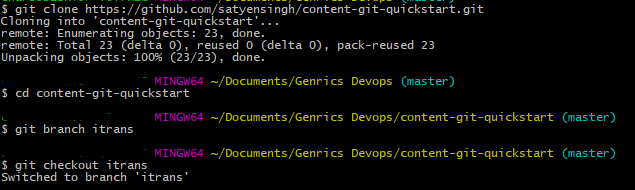 $ git clone https://github.com/satyensingh/content-git-quickstart.git
Cloning into 'content-git-quickstart'...
remote: Enumerating objects: 23, done.
remote: Total 23 (delta 0), reused 0 (delta 0), pack-reused 23
Unpacking objects: 100% (23/23), done.
MINGW64 ~/Documents/Genrics Devops (master)
$ cd content-git-quickstart
MINGW64 ~/Documents/Genrics Devops/content-git-quickstart (master)
$ git branch itrans
MINGW64 ~/Documents/Genrics Devops/content-git-quickstart (master)
$ git checkout itrans
Switched to branch 'itrans'